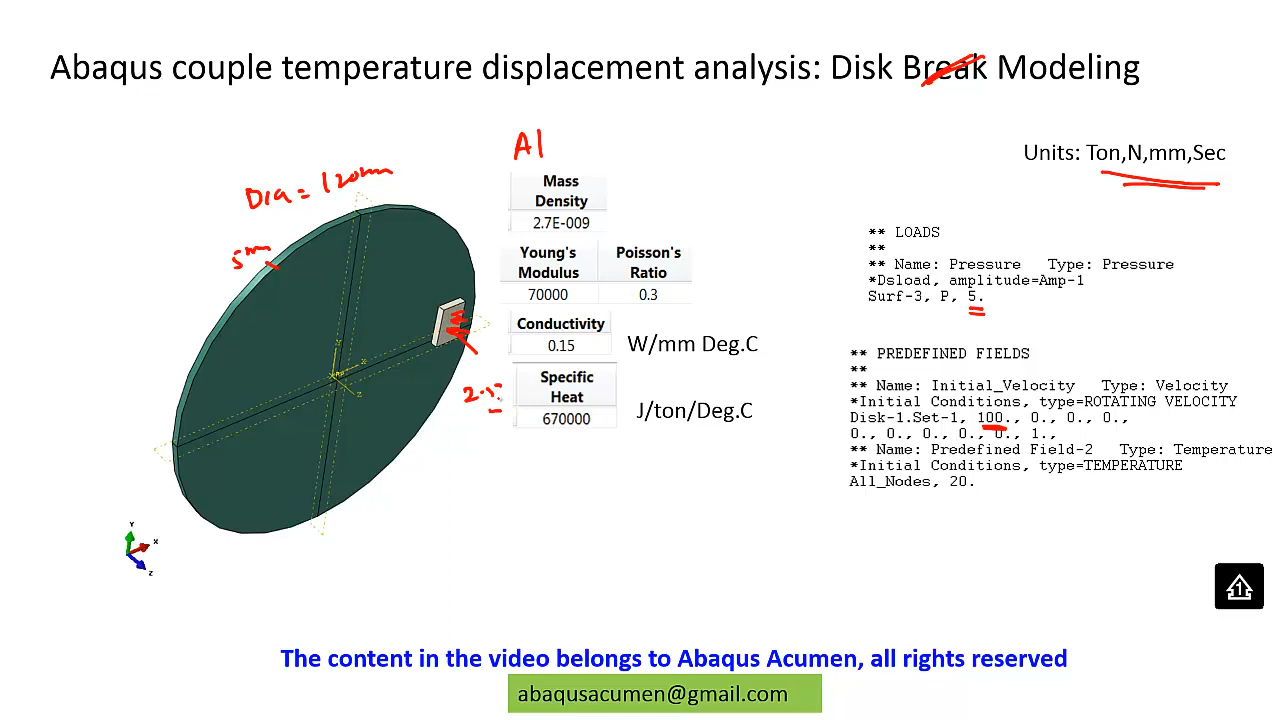 Abaqus couple temperature displacement analysis: Disk Break Modeling
Units: Ton,N,mm,Sec
Al
Dia = 120mm
5mm
Mass
Density
2.7E-009
Young's
Modulus
Poisson's
Ratio
70000
0.3
Conductivity
0.15
W/mm Deg.C
Specific
Heat
670000
J/ton/Deg.C
** LOADS
**
** Name: Pressure   Type: Pressure
*Dsload, amplitude=Amp-1
Surf-3, P, 5.
** PREDEFINED FIELDS
**
** Name: Initial_Velocity   Type: Velocity
*Initial Conditions, type=ROTATING VELOCITY
Disk-1.Set-1, 100., 0., 0., 0.,
0., 0., 0., 0., 0., 1.,
** Name: Predefined Field-2   Type: Temperature
*Initial Conditions, type=TEMPERATURE
All_Nodes, 20.
Y
X
Z
1
The content in the video belongs to Abaqus Acumen, all rights reserved
abaqusacumen@gmail.com